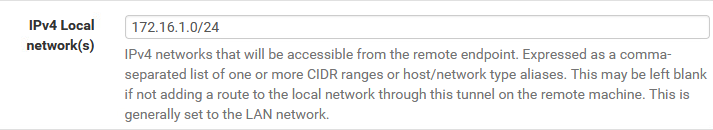 IPv4 Local
network(s)
172.16.1.0/24
IPv4 networks that will be accessible from the remote endpoint. Expressed as a comma-
separated list of one or more CIDR ranges or host/network type aliases. This may be left blank
if not adding a route to the local network through this tunnel on the remote machine. This is
generally set to the LAN network.